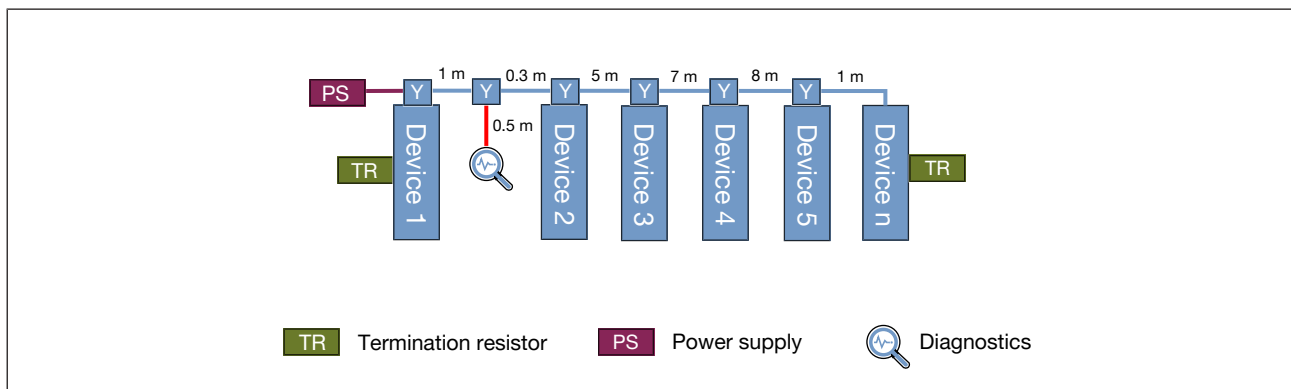 1 m 0.3 m 5 m 7 m 8 m 1 m
PS Y Y Y Y Y Y
0.5 m
TR Device 1 Device 2 Device 3 Device 4 Device 5 Device n TR
TR Termination resistor PS Power supply Diagnostics